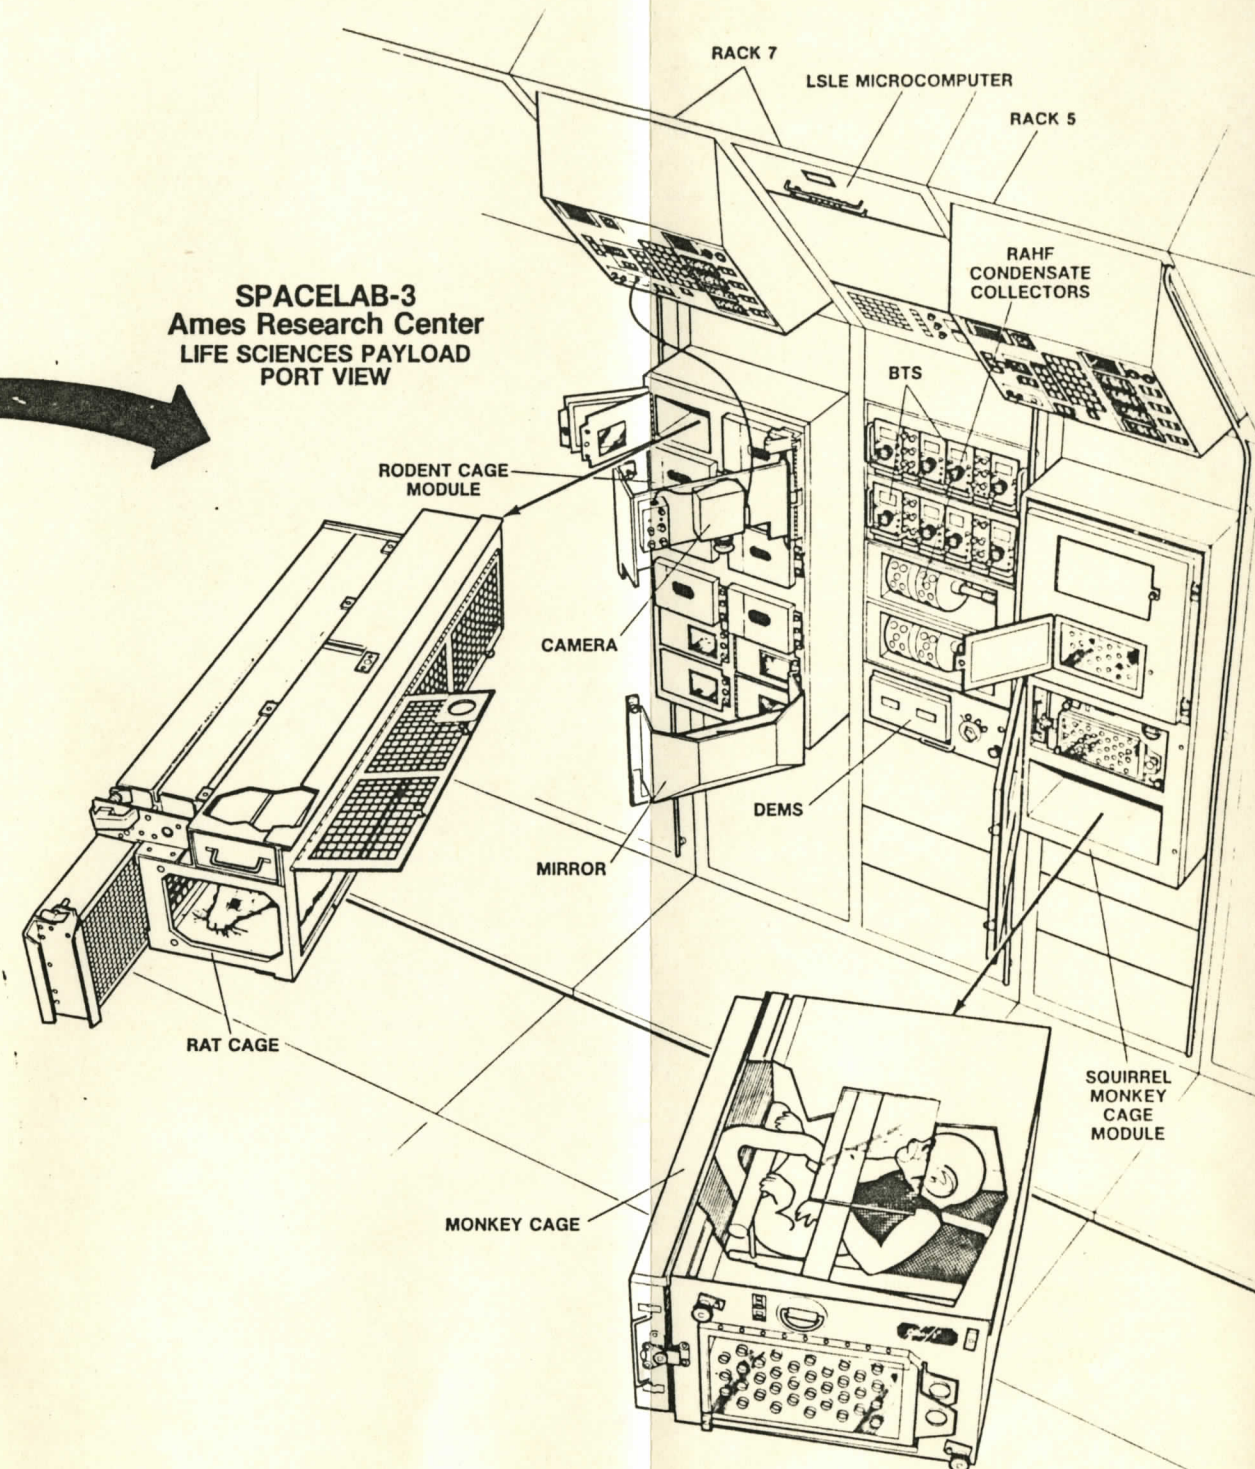 RACK 7
LSLE MICROCOMPUTER
RACK 5
RAHF
CONDENSATE
COLLECTORS
SPACELAB-3
Ames Research Center
LIFE SCIENCES PAYLOAD
PORT VIEW
BTS
RODENT CAGE
MODULE
CAMERA
DEMS
MIRROR
RAT CAGE
SQUIRREL
MONKEY
CAGE
MODULE
MONKEY CAGE